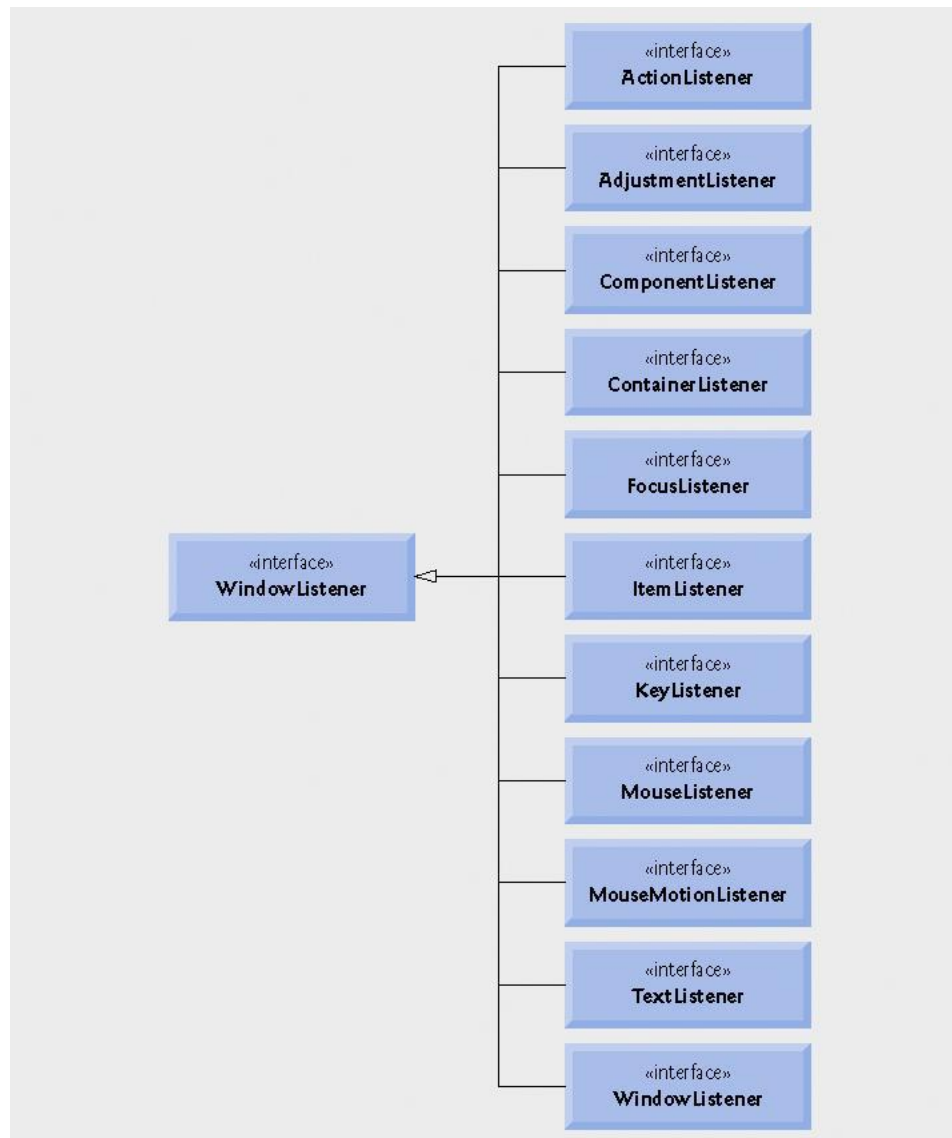 «interface»
ActionListener
«interface»
AdjustmentListener
«interface»
ComponentListener
«interface»
ContainerListener
«interface»
FocusListener
«interface»
WindowListener
«interface»
ItemListener
«interface»
KeyListener
«interface»
MouseListener
«interface»
MouseMotionListener
«interface»
TextListener
«interface»
WindowListener